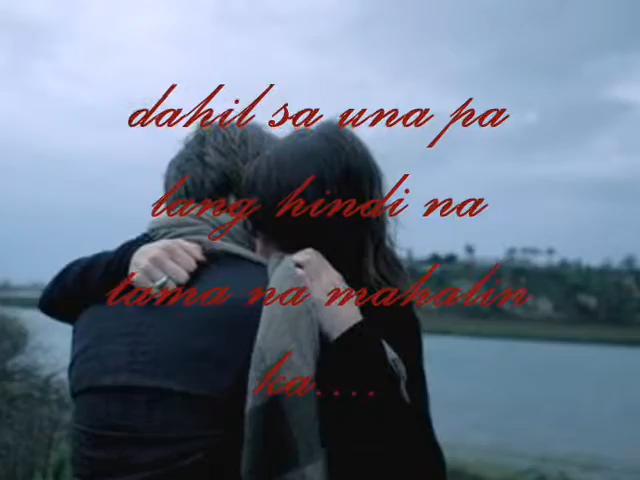 dahil sa una pa
lang hindi na
tama na mahalin
ka....